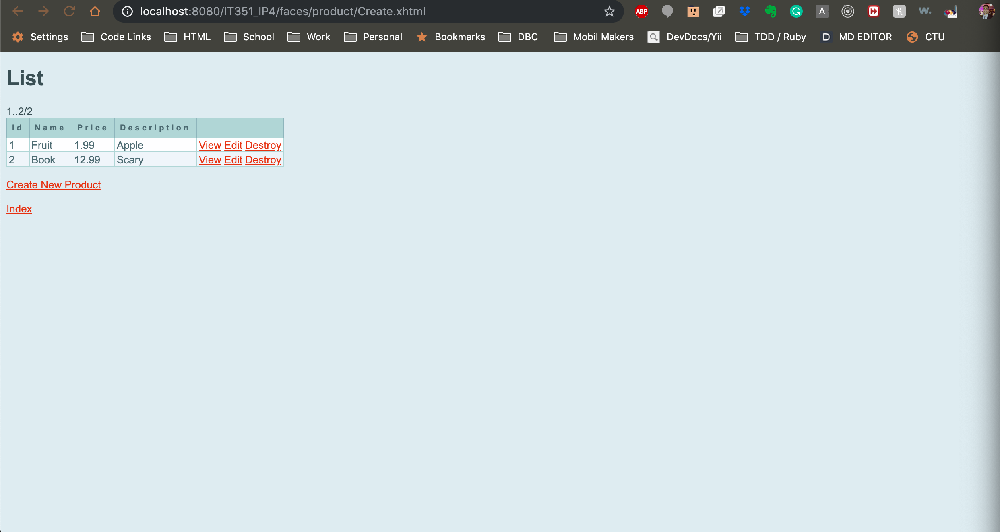 localhost:8080/IT351_IP4/faces/product/Create.xhtml ABP G A h w.
Settings Code Links HTML School Work Personal Bookmarks DBC Mobil Makers DevDocs/Yii TDD / Ruby D MD EDITOR CTU
List
1..2/2
Id Name Price Description
1 Fruit 1.99 Apple View Edit Destroy
2 Book 12.99 Scary View Edit Destroy
Create New Product
Index